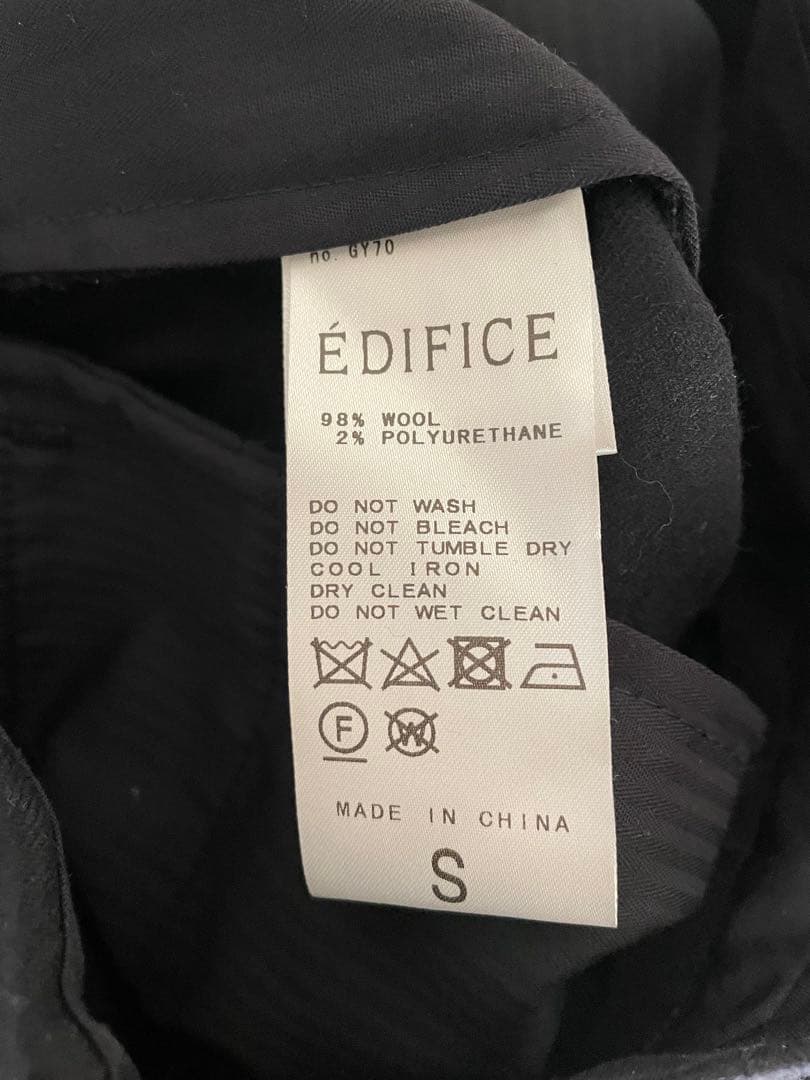 no. GY70
ÉDIFICE
98% WOOL
2% POLYURETHANE
DO NOT WASH
DO NOT BLEACH
DO NOT TUMBLE DRY
COOL IRON
DRY CLEAN
DO NOT WET CLEAN
F W
MADE IN CHINA
S